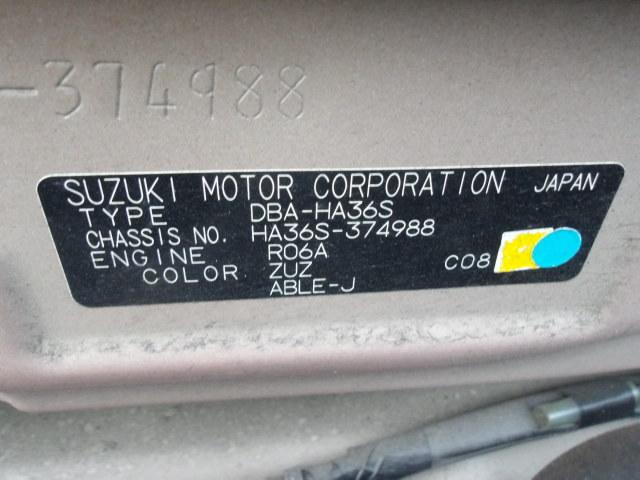 -374988
SUZUKI MOTOR CORPORATION JAPAN
TYPE DBA-HA36S
CHASSIS NO. HA36S-374988
ENGINE R06A
COLOR ZUZ C08
ABLE-J